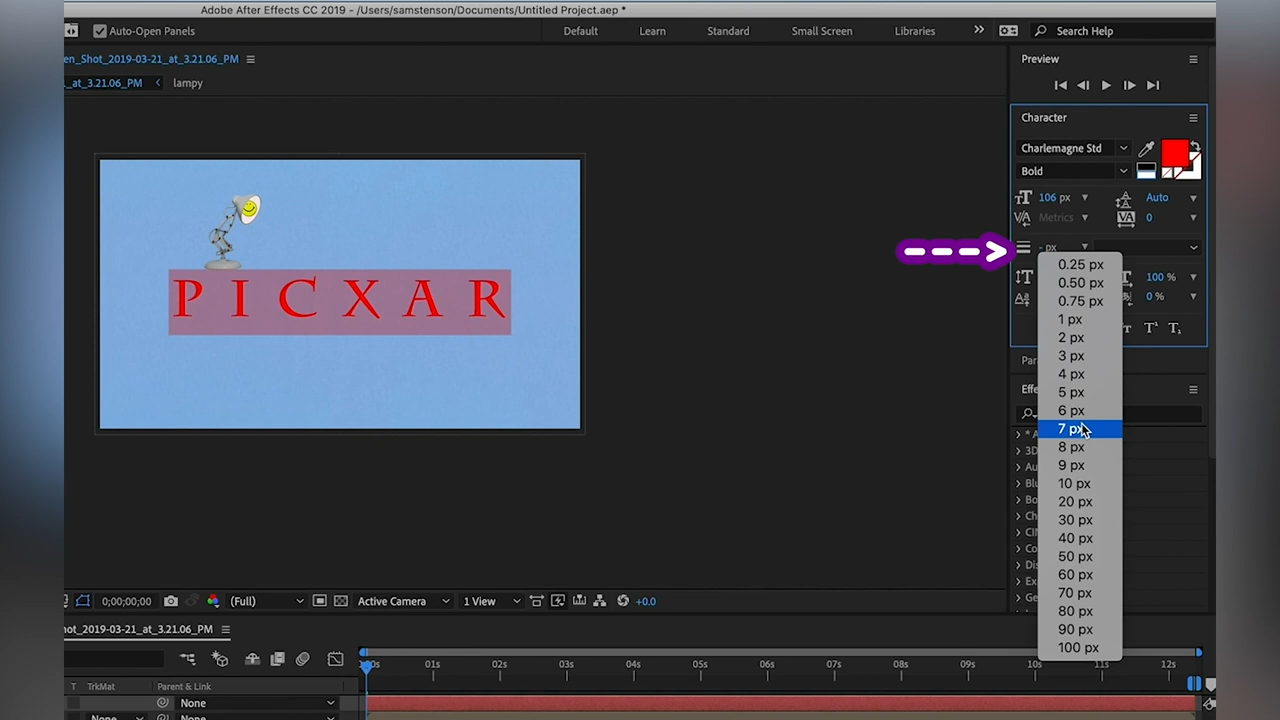 Adobe After Effects CC 2019 - /Users/samstenson/Documents/Untitled Project.aep *
Auto-Open Panels
Default
Learn
Standard
Small Screen
Libraries
Search Help
en_Shot_2019-03-21_at_3.21.06_PM
_at_3.21.06_PM
lampy
Preview
Character
Charlemagne Std
Bold
106 px
Auto
Metrics
0
- px
100 %
0 %
PICXAR
0.25 px
0.50 px
0.75 px
1 px
2 px
3 px
4 px
5 px
6 px
7 px
8 px
9 px
10 px
20 px
30 px
40 px
50 px
60 px
70 px
80 px
90 px
100 px
Par
Effe
* A
3D
Au
Blu
Bo
Ch
CIN
Co
Dis
Exp
Ge
0;00;00;00
(Full)
Active Camera
1 View
+0.0
hot_2019-03-21_at_3.21.06_PM
:00s 01s 02s 03s 04s 05s 06s 07s 08s 09s 10s 11s 12s
T TrkMat Parent & Link
None
None None